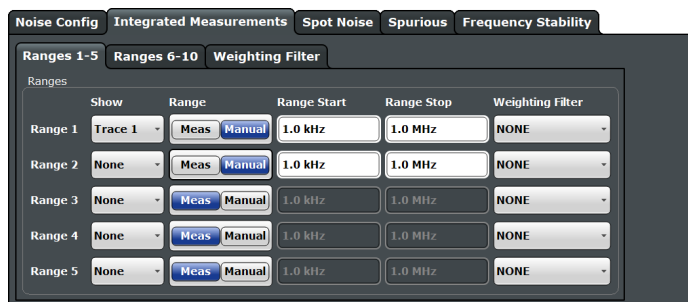 Noise Config Integrated Measurements Spot Noise Spurious Frequency Stability
Ranges 1-5 Ranges 6-10 Weighting Filter
Ranges
Show Range Range Start Range Stop Weighting Filter
Range 1 Trace 1 Meas Manual 1.0 kHz 1.0 MHz NONE
Range 2 None Meas Manual 1.0 kHz 1.0 MHz NONE
Range 3 None Meas Manual 1.0 kHz 1.0 MHz NONE
Range 4 None Meas Manual 1.0 kHz 1.0 MHz NONE
Range 5 None Meas Manual 1.0 kHz 1.0 MHz NONE